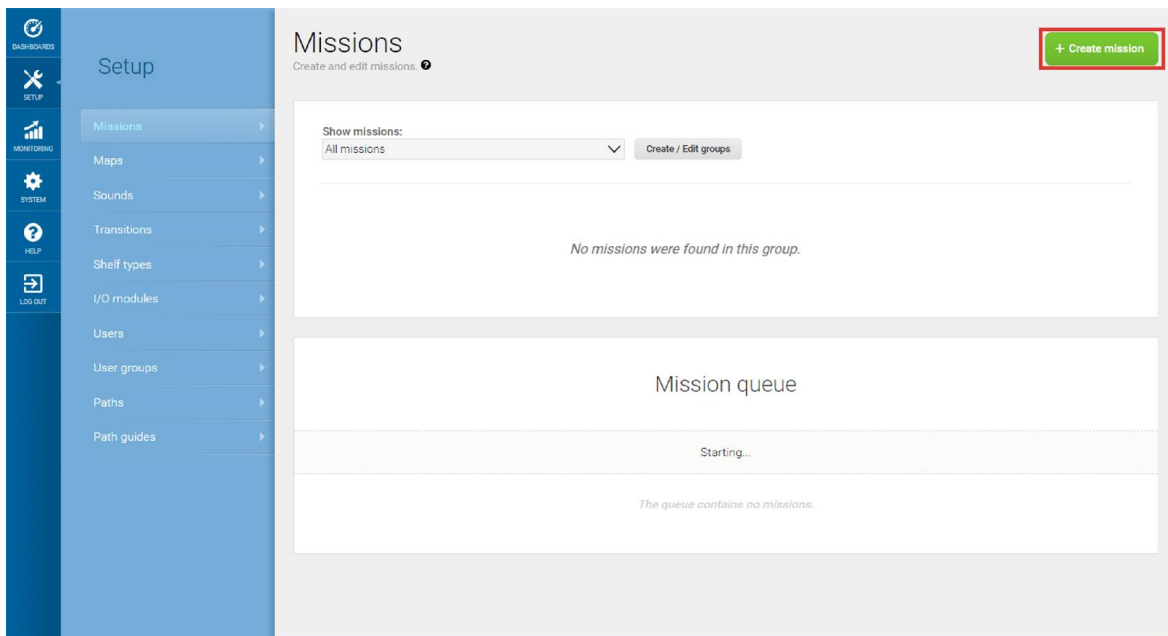 DASHBOARDS
SETUP
MONITORING
SYSTEM
HELP
LOG OUT
Setup
Missions
Maps
Sounds
Transitions
Shelf types
I/O modules
Users
User groups
Paths
Path guides
Missions
Create and edit missions. ?
+ Create mission
Show missions:
All missions
Create / Edit groups
No missions were found in this group.
Mission queue
Starting...
The queue contains no missions.